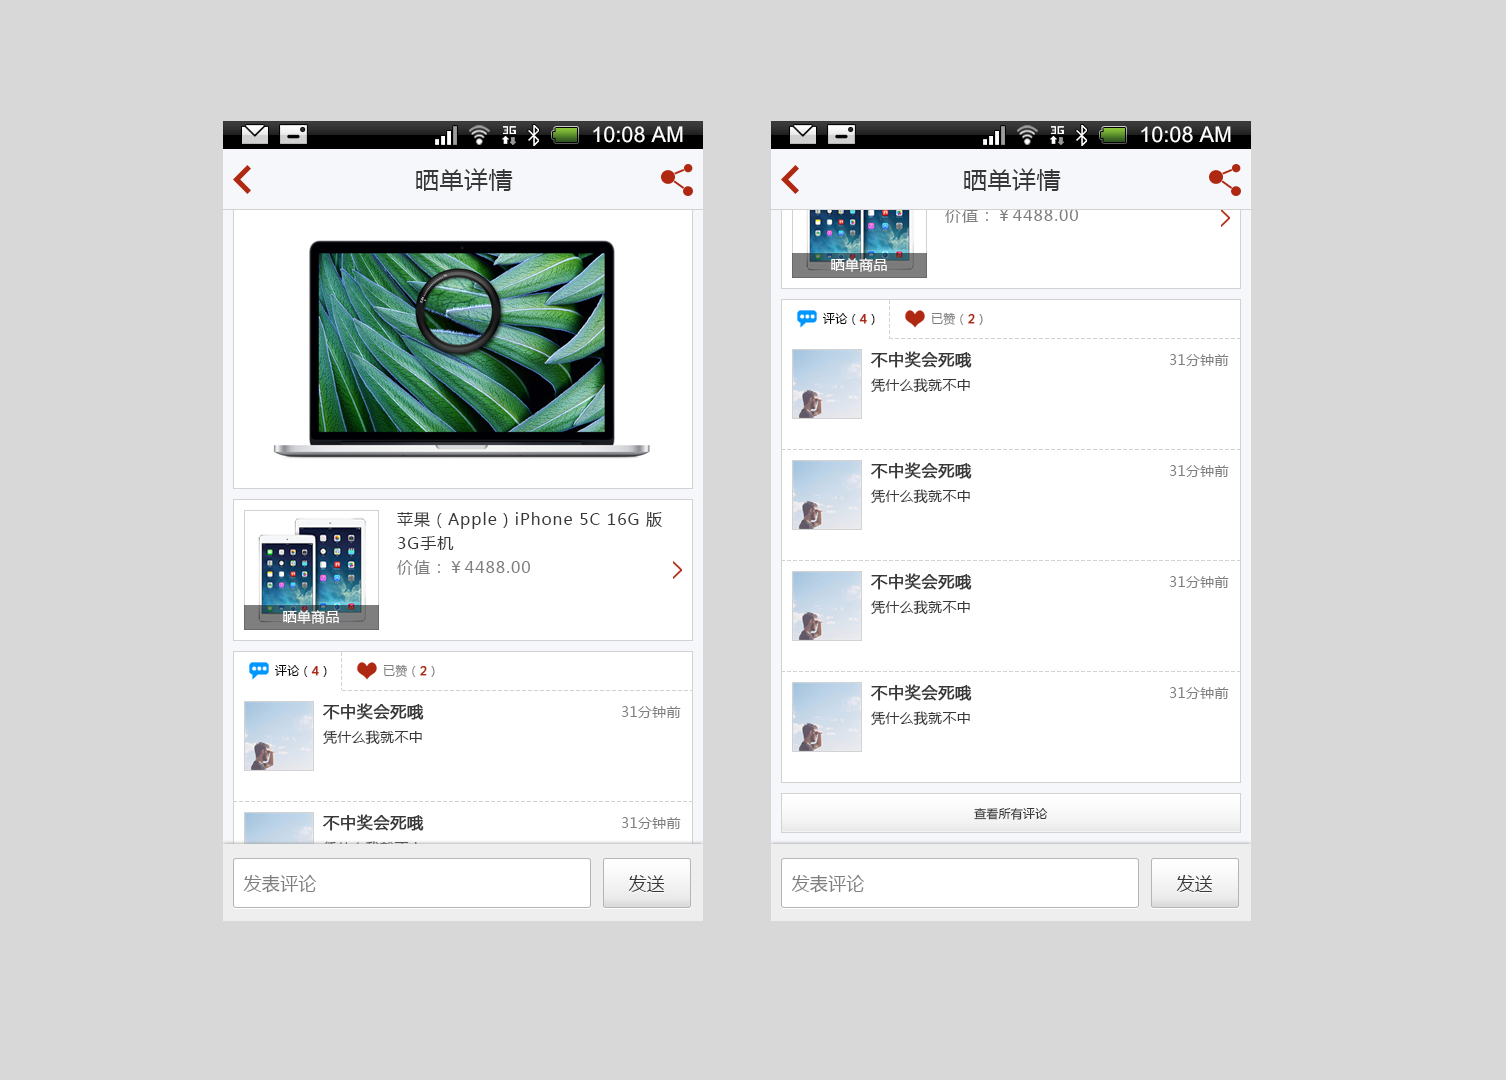 10:08 AM
晒单详情
苹果（Apple）iPhone 5C 16G 版
3G手机
价值：￥4488.00
晒单商品
评论（4） 已赞（2）
不中奖会死哦 31分钟前
凭什么我就不中
不中奖会死哦 31分钟前
发表评论 发送
10:08 AM
晒单详情
价值：￥4488.00
晒单商品
评论（4） 已赞（2）
不中奖会死哦 31分钟前
凭什么我就不中
不中奖会死哦 31分钟前
凭什么我就不中
不中奖会死哦 31分钟前
凭什么我就不中
不中奖会死哦 31分钟前
凭什么我就不中
查看所有评论
发表评论 发送